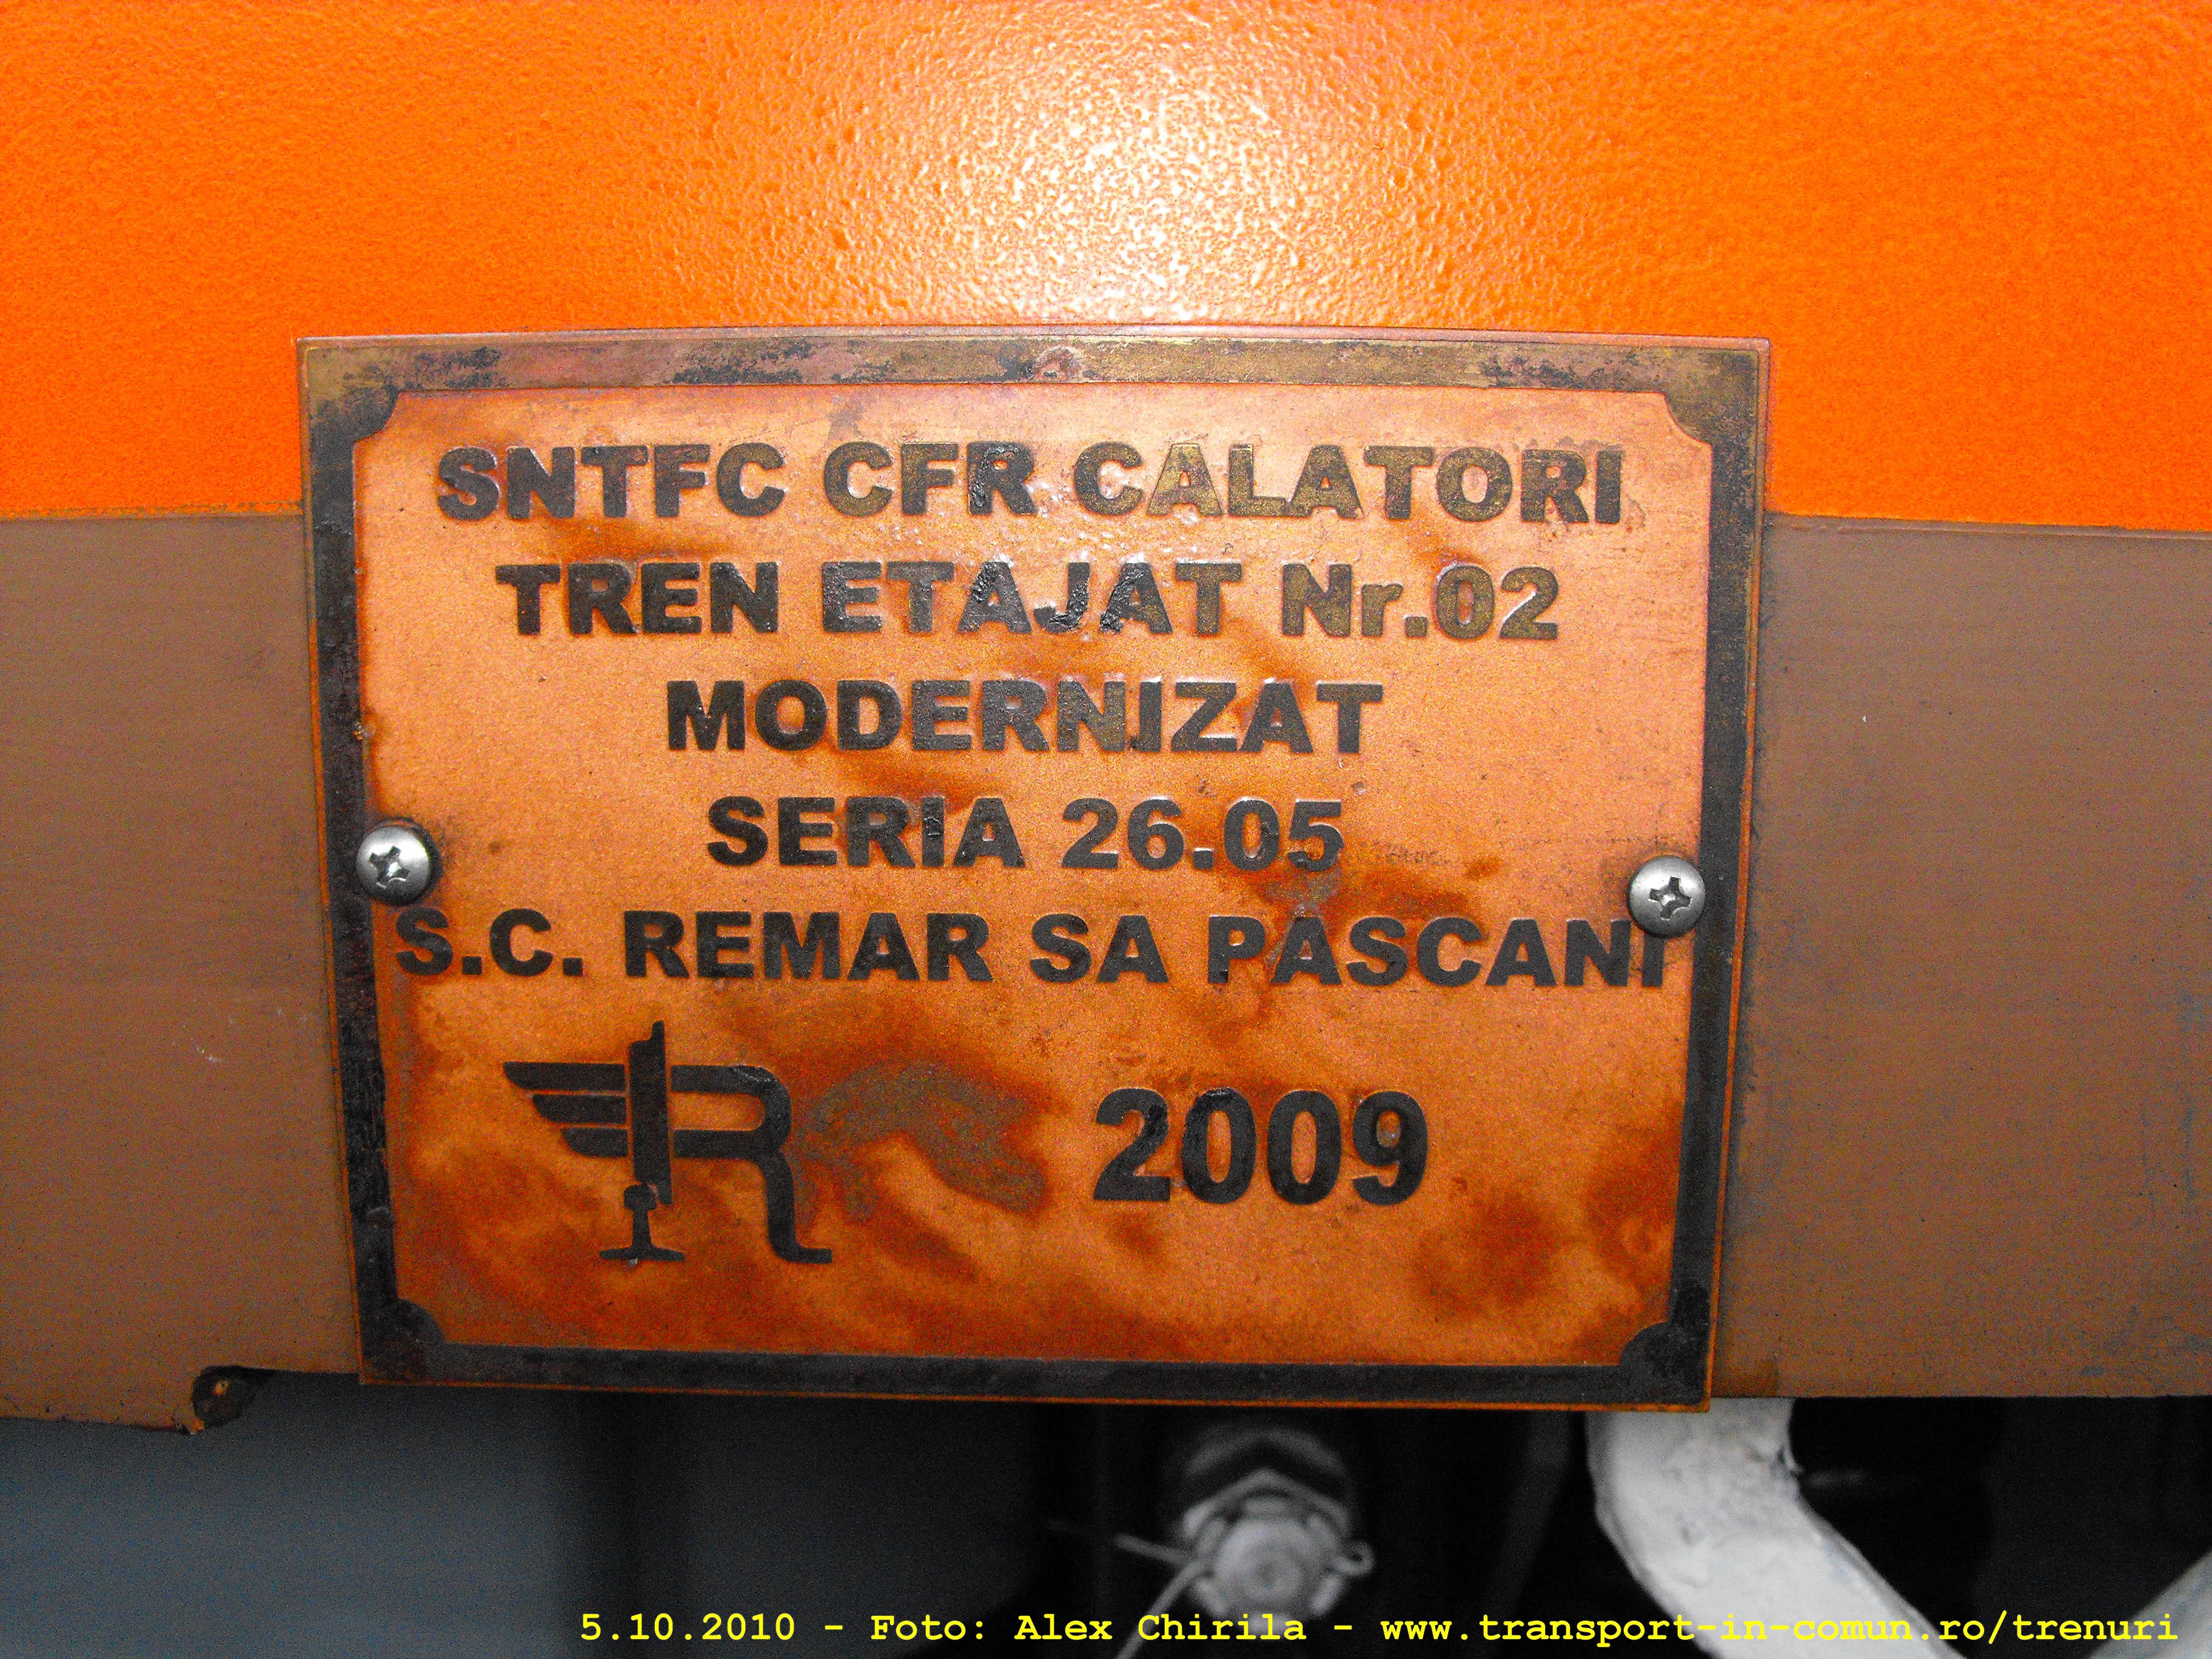 SNTFC CFR CALATORI
TREN ETAJAT Nr.02
MODERNIZAT
SERIA 26.05
S.C. REMAR SA PASCANI
R 2009
5.10.2010 - Foto: Alex Chirila - www.transport-in-comun.ro/trenuri